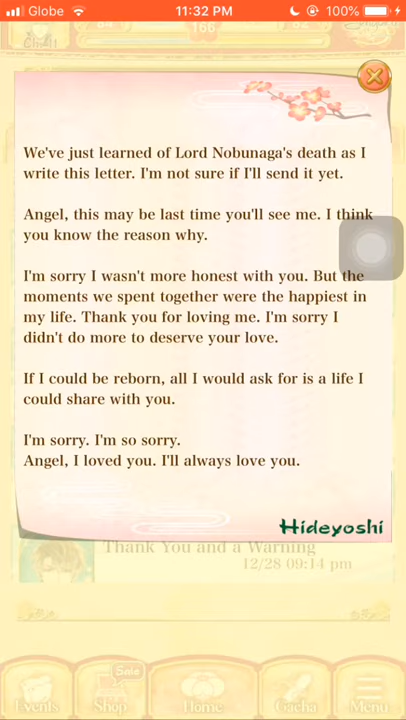 Globe 11:32 PM 100%
Ch.11 166
We've just learned of Lord Nobunaga's death as I
write this letter. I'm not sure if I'll send it yet.
Angel, this may be last time you'll see me. I think
you know the reason why.
I'm sorry I wasn't more honest with you. But the
moments we spent together were the happiest in
my life. Thank you for loving me. I'm sorry I
didn't do more to deserve your love.
If I could be reborn, all I would ask for is a life I
could share with you.
I'm sorry. I'm so sorry.
Angel, I loved you. I'll always love you.
Hideyoshi
Thank You and a Warning
12/28 09:14 pm
Sale
Events Shop Home Gacha Menu